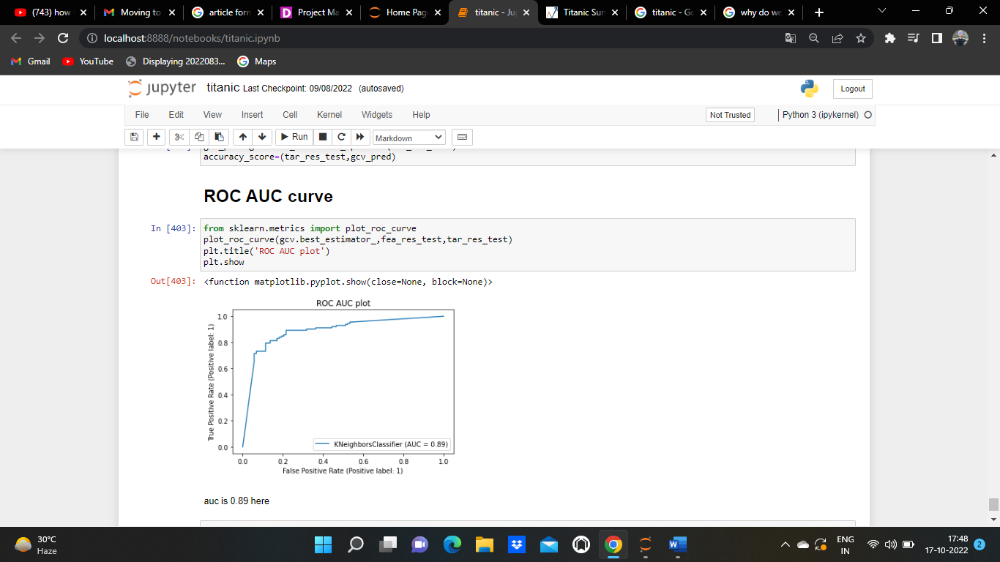 (743) how
Moving to
article form
Project Ma
Home Pag
titanic - Ju
Titanic Sur
titanic - Go
why do we
localhost:8888/notebooks/titanic.ipynb
Gmail
YouTube
Displaying 2022083...
Maps
jupyter
titanic Last Checkpoint: 09/08/2022 (autosaved)
Logout
File Edit View Insert Cell Kernel Widgets Help
Not Trusted
Python 3 (ipykernel)
Run
Markdown
accuracy_score=(tar_res_test,gcv_pred)
ROC AUC curve
In [403]:
from sklearn.metrics import plot_roc_curve
plot_roc_curve(gcv.best_estimator_,fea_res_test,tar_res_test)
plt.title('ROC AUC plot')
plt.show
Out[403]:
<function matplotlib.pyplot.show(close=None, block=None)>
ROC AUC plot
1.0
0.8
0.6
0.4
0.2
0.0
True Positive Rate (Positive label: 1)
KNeighborsClassifier (AUC = 0.89)
0.0 0.2 0.4 0.6 0.8 1.0
False Positive Rate (Positive label: 1)
auc is 0.89 here
30°C
Haze
ENG
IN
17:48
17-10-2022
2